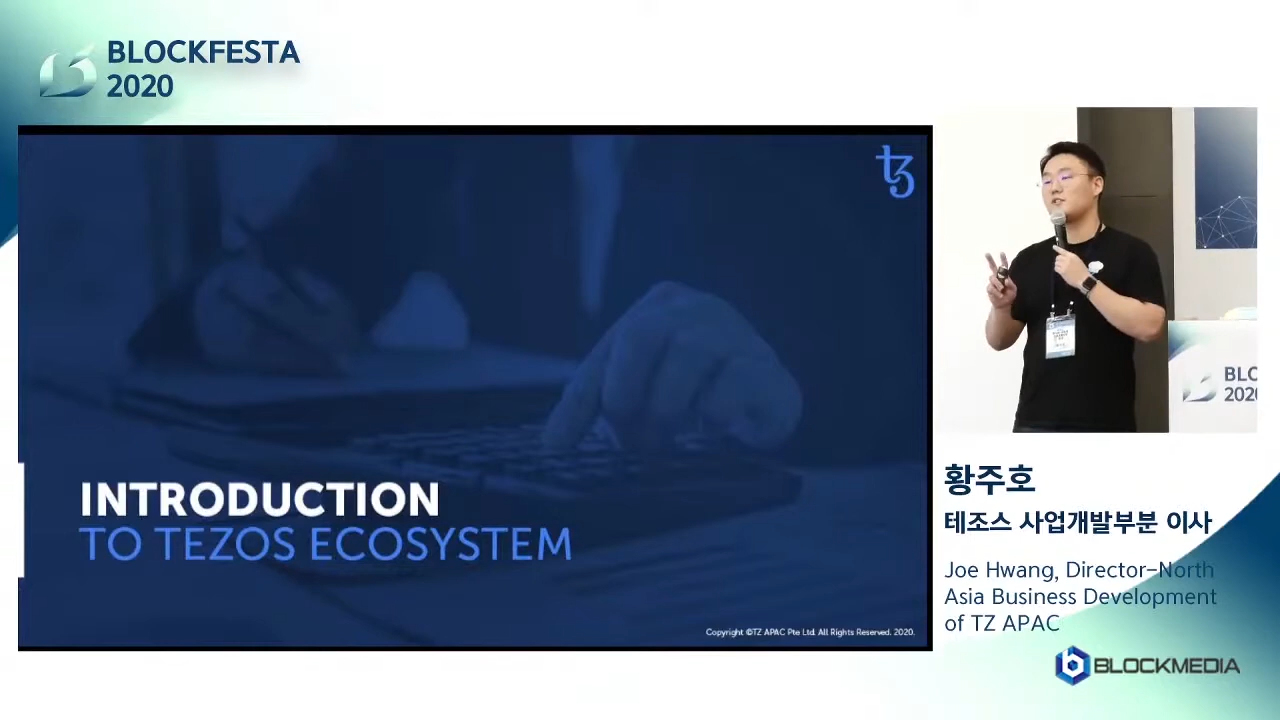 BLOCKFESTA
2020
INTRODUCTION
TO TEZOS ECOSYSTEM
Copyright ©TZ APAC Pte Ltd. All Rights Reserved. 2020.
BLO
2020
황주호
테조스 사업개발부분 이사
Joe Hwang, Director-North
Asia Business Development
of TZ APAC
BLOCKMEDIA